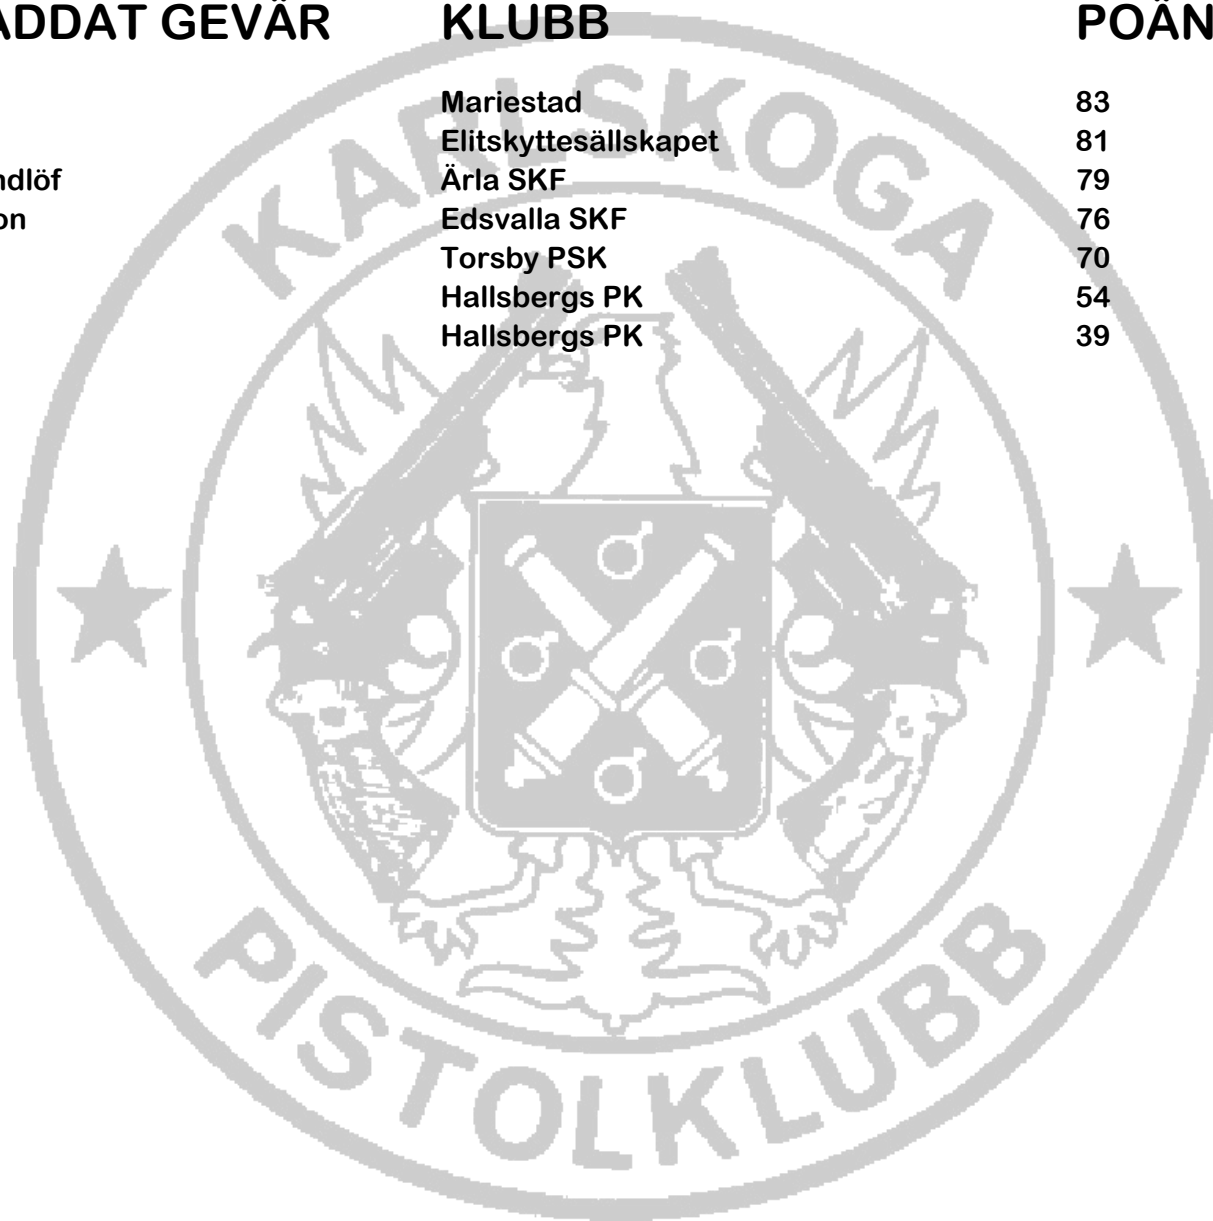 ADDAT GEVÄR KLUBB POÄN
Mariestad 83
Elitskyttesällskapet 81
ndlöf Ärla SKF 79
on Edsvalla SKF 76
Torsby PSK 70
Hallsbergs PK 54
Hallsbergs PK 39
KARLSKOGA
PISTOLKLUBB